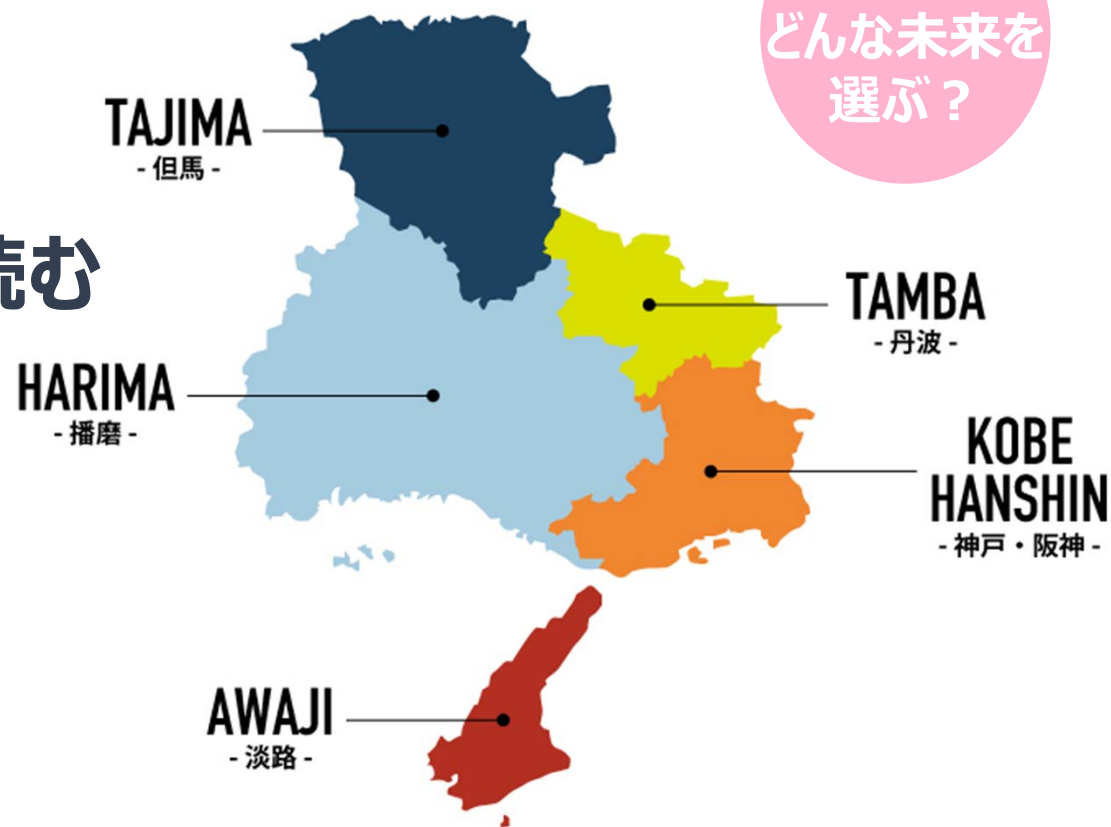 どんな未来を
選ぶ？
TAJIMA
- 但馬 -
読む
TAMBA
- 丹波 -
HARIMA
- 播磨 -
KOBE
HANSHIN
- 神戸・阪神 -
AWAJI
- 淡路 -